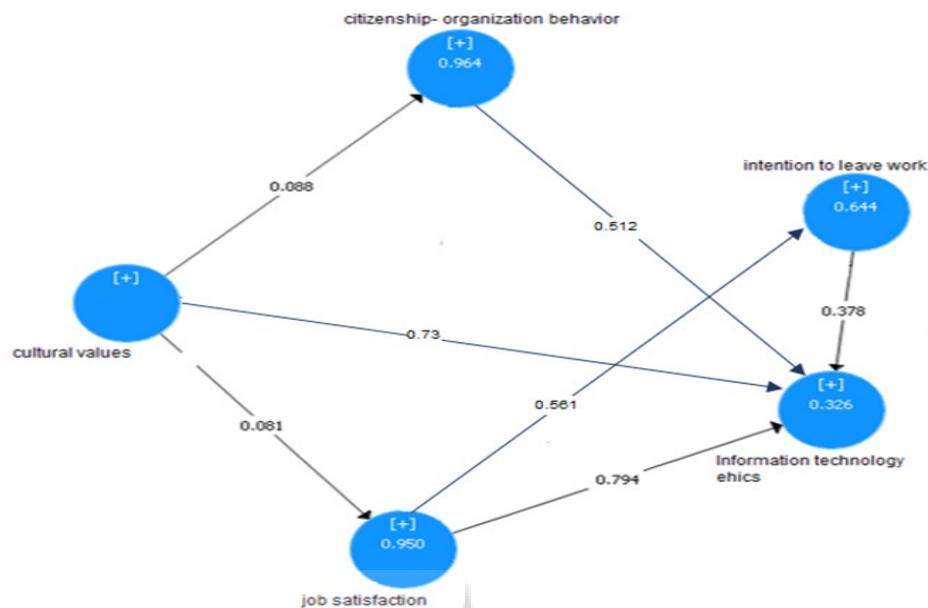 citizenship- organization behavior
[+]
0.964
intention to leave work
[+]
0.644
0.088
0.512
[+]
cultural values
0.73
0.378
[+]
0.326
0.561
0.081
Information technology
ehics
0.794
[+]
0.950
job satisfaction